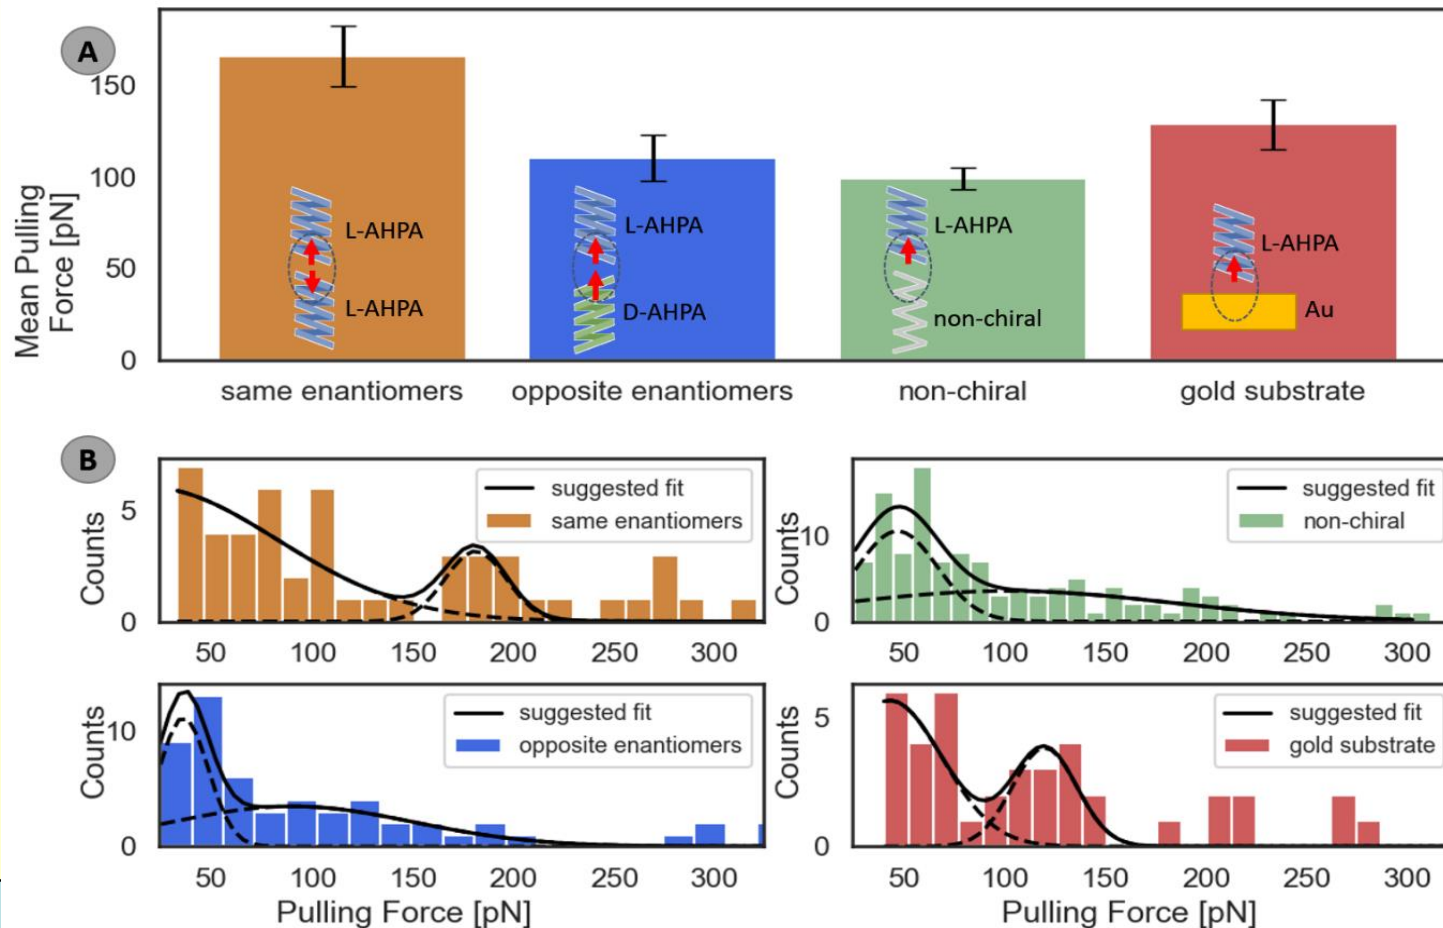 A
Mean Pulling
Force [pN]
150
100
50
0
L-AHPA
L-AHPA
L-AHPA
D-AHPA
L-AHPA
non-chiral
L-AHPA
Au
same enantiomers
opposite enantiomers
non-chiral
gold substrate
B
Counts
5
0
suggested fit
same enantiomers
50 100 150 200 250 300
Counts
10
0
suggested fit
non-chiral
50 100 150 200 250 300
Counts
10
0
suggested fit
opposite enantiomers
50 100 150 200 250 300
Pulling Force [pN]
Counts
5
0
suggested fit
gold substrate
50 100 150 200 250 300
Pulling Force [pN]